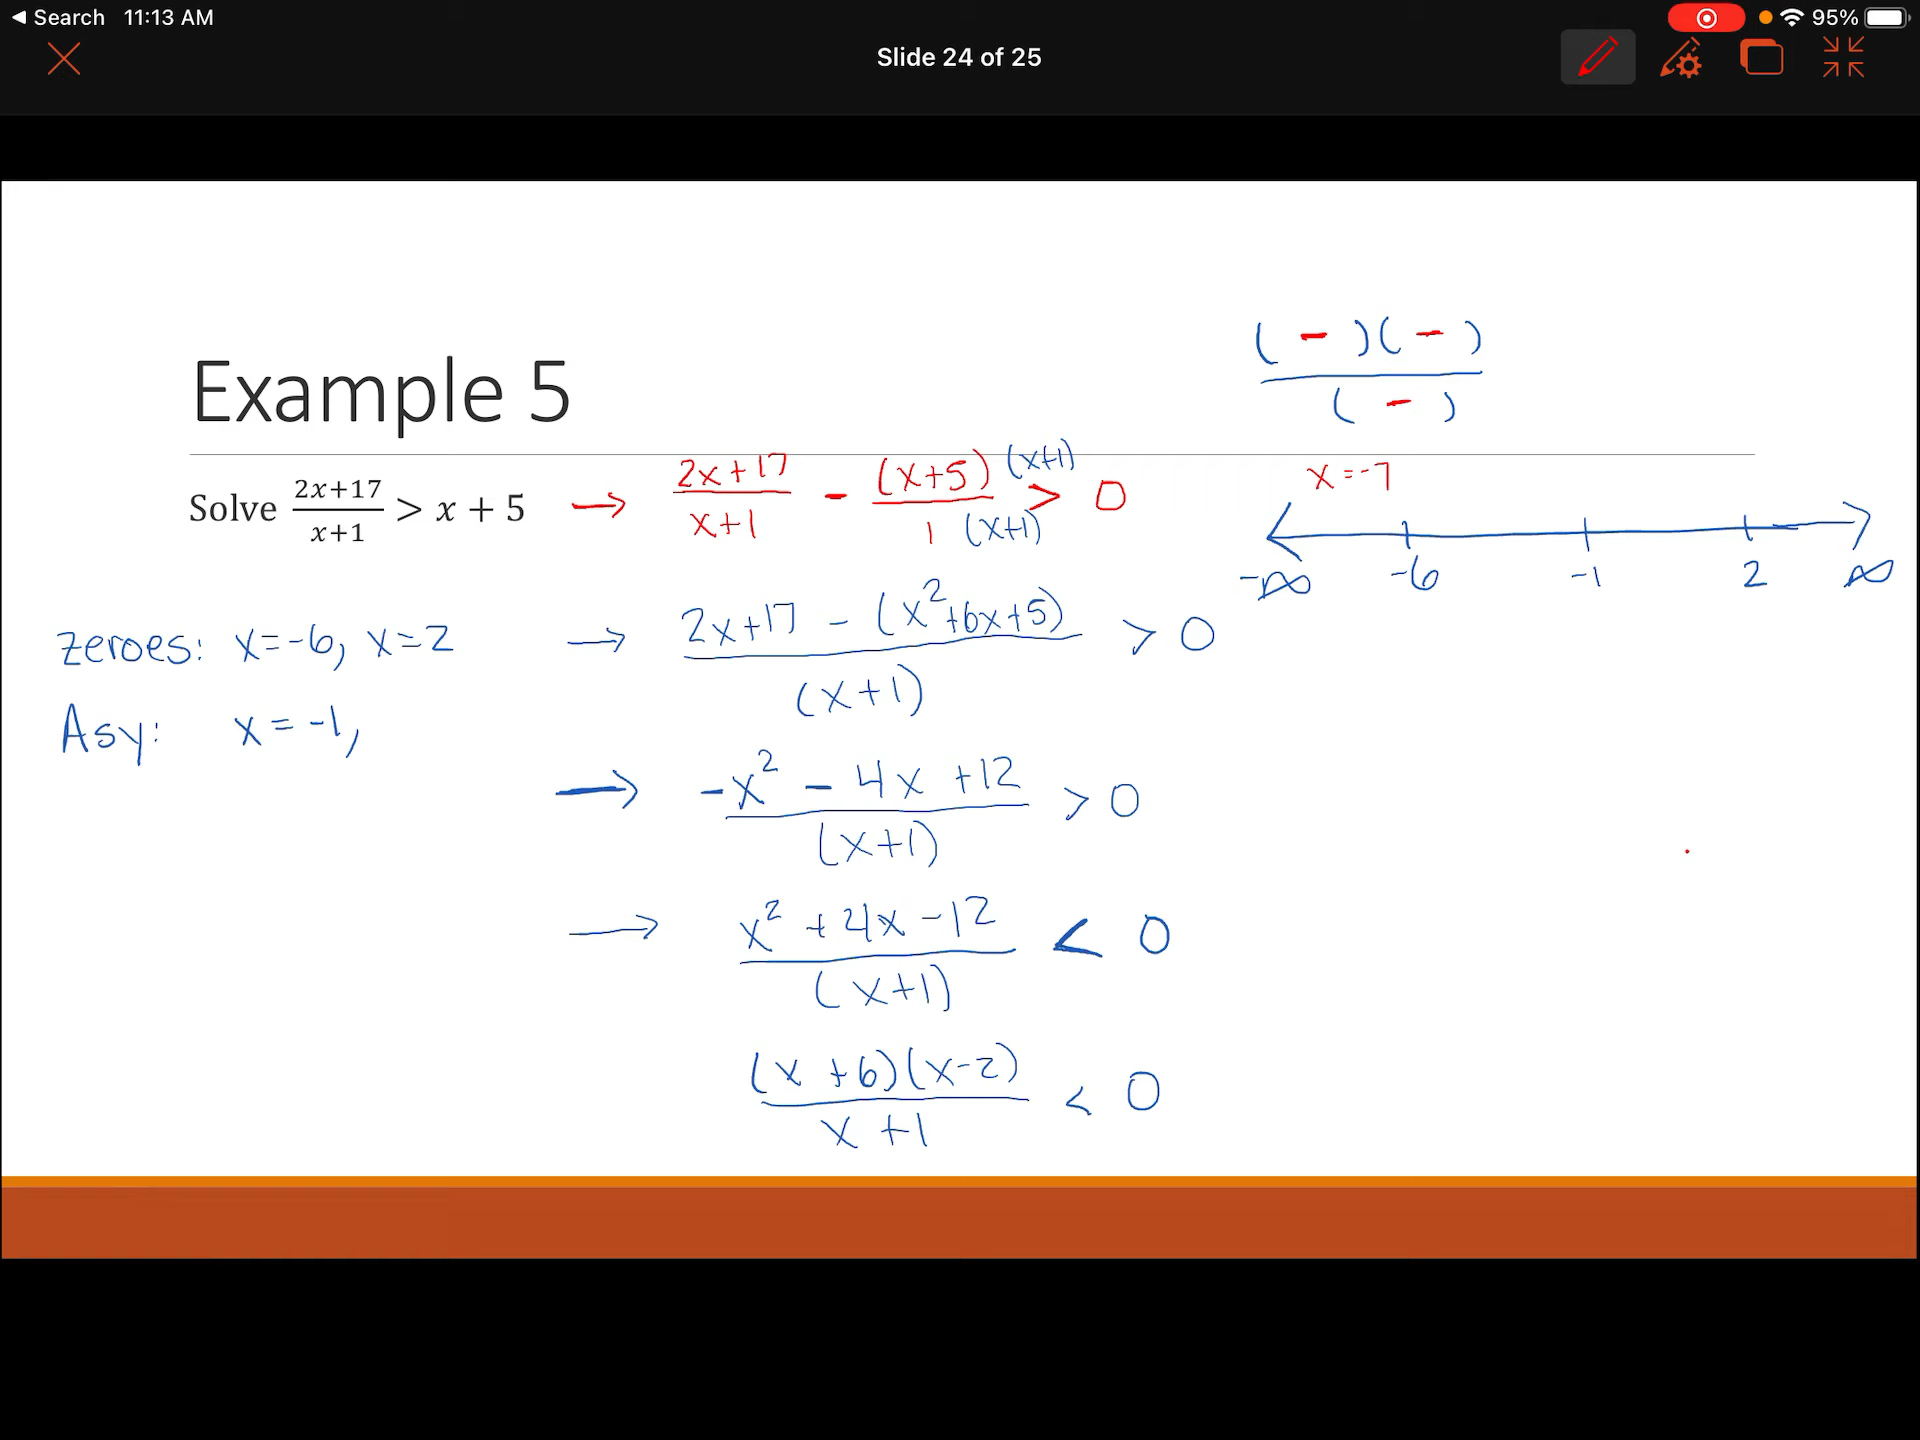 Search 11:13 AM
95%
Slide 24 of 25
Example 5
Solve (2x+17)/(x+1) > x + 5 → (2x+17)/(x+1) - (x+5)(x+1)/1(x+1) > 0
(-)(-)/(-)
x=-7
-∞ -6 -1 2 ∞
zeroes: x=-6, x=2
→ (2x+17-(x²+6x+5))/(x+1) > 0
Asy: x=-1,
→ (-x²-4x+12)/(x+1) > 0
→ (x²+4x-12)/(x+1) < 0
(x+6)(x-2)/(x+1) < 0